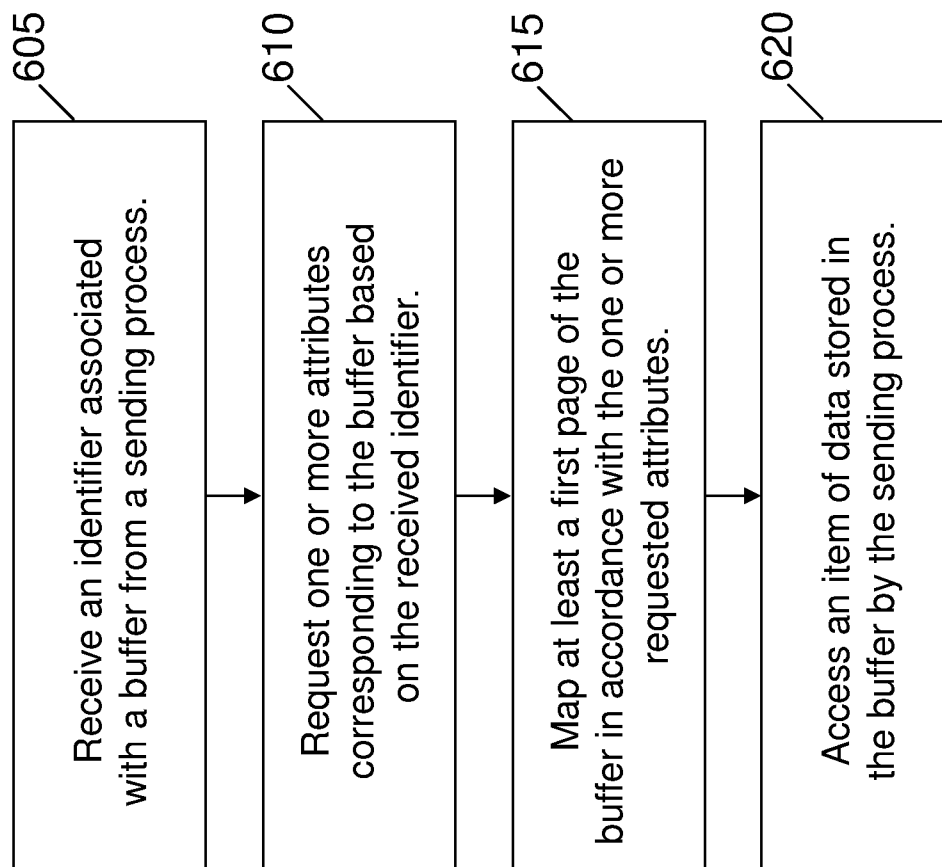 605
Receive an identifier associated
with a buffer from a sending process.
610
Request one or more attributes
corresponding to the buffer based
on the received identifier.
615
Map at least a first page of the
buffer in accordance with the one or more
requested attributes.
620
Access an item of data stored in
the buffer by the sending process.